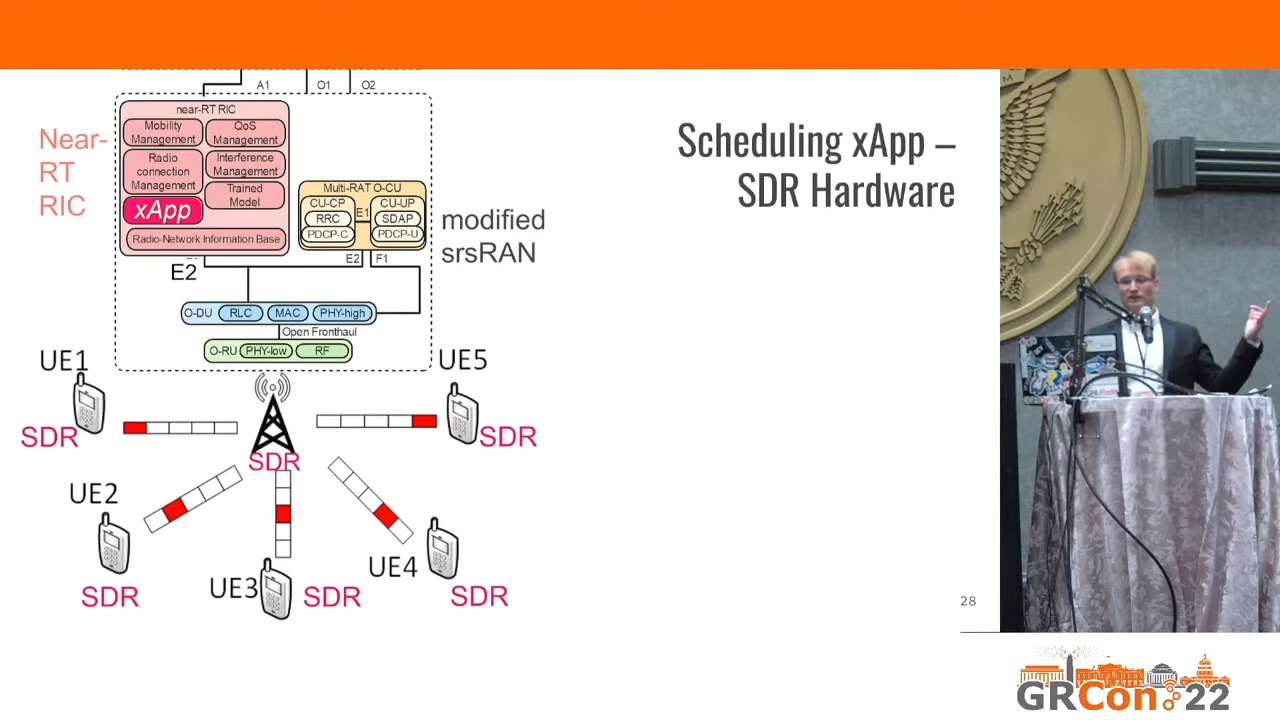 A1
O1
O2
near-RT RIC
Mobility Management
QoS Management
Radio connection Management
Interference Management
Trained Model
xApp
Radio-Network Information Base
Near-
RT
RIC
Multi-RAT O-CU
CU-CP
CU-UP
RRC
E1
SDAP
PDCP-C
PDCP-U
modified
srsRAN
E2
E2
F1
O-DU
RLC
MAC
PHY-high
Open Fronthaul
O-RU
PHY-low
RF
UE1
SDR
UE5
SDR
SDR
UE2
SDR
UE3
SDR
UE4
SDR
Scheduling xApp –
SDR Hardware
28
GRCon 22